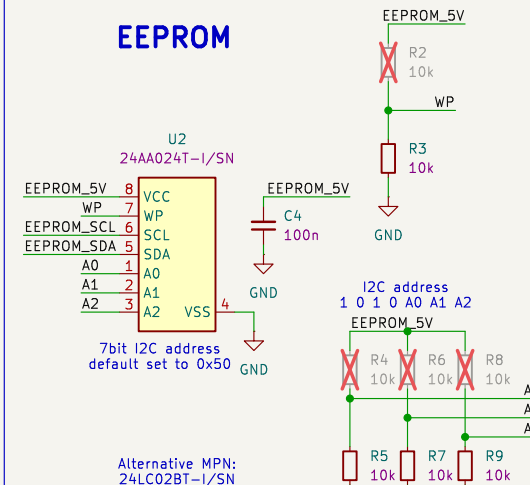 EEPROM
EEPROM_5V
R2
10k
WP
R3
10k
GND
U2
24AA024T-I/SN
EEPROM_5V
8
VCC
WP
7
WP
EEPROM_SCL
6
SCL
EEPROM_SDA
5
SDA
A0
1
A0
A1
2
A1
A2
3
A2
VSS
4
GND
EEPROM_5V
C4
100n
GND
7bit I2C address
default set to 0x50
I2C address
1 0 1 0 A0 A1 A2
EEPROM_5V
R4
10k
R6
10k
R8
10k
A
A
A
R5
10k
R7
10k
R9
10k
Alternative MPN:
24LC02BT-I/SN